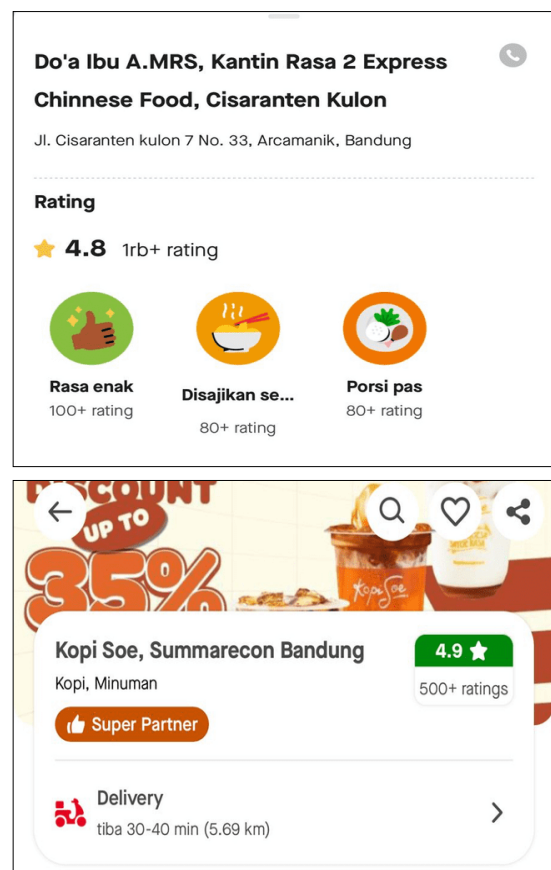 Do'a Ibu A.MRS, Kantin Rasa 2 Express
Chinnese Food, Cisaranten Kulon
Jl. Cisaranten kulon 7 No. 33, Arcamanik, Bandung
Rating
4.8 1rb+ rating
Rasa enak
100+ rating
Disajikan se...
80+ rating
Porsi pas
80+ rating
DISCOUNT
UP TO
35%
Kopi Soe
Kopi Soe, Summarecon Bandung
4.9
Kopi, Minuman
500+ ratings
Super Partner
Delivery
tiba 30-40 min (5.69 km)